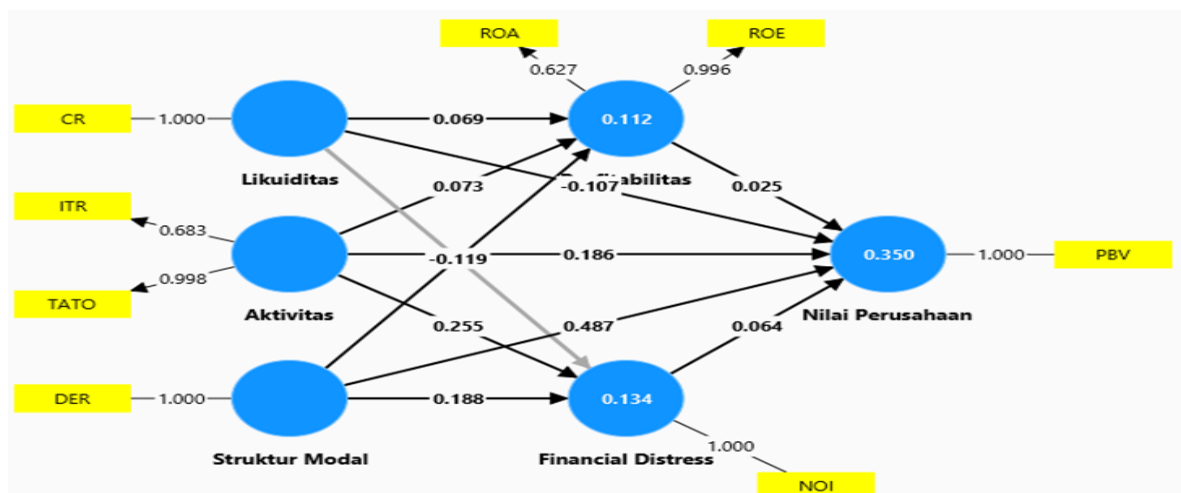 ROA
ROE
0.627
0.996
CR
1.000
0.069
0.112
Likuiditas
-0.107
0.073
0.025
ITR
0.683
-0.119
0.186
0.350
1.000
PBV
0.998
TATO
Aktivitas
Nilai Perusahaan
0.255
0.487
0.064
DER
1.000
0.188
0.134
Struktur Modal
Financial Distress
1.000
NOI